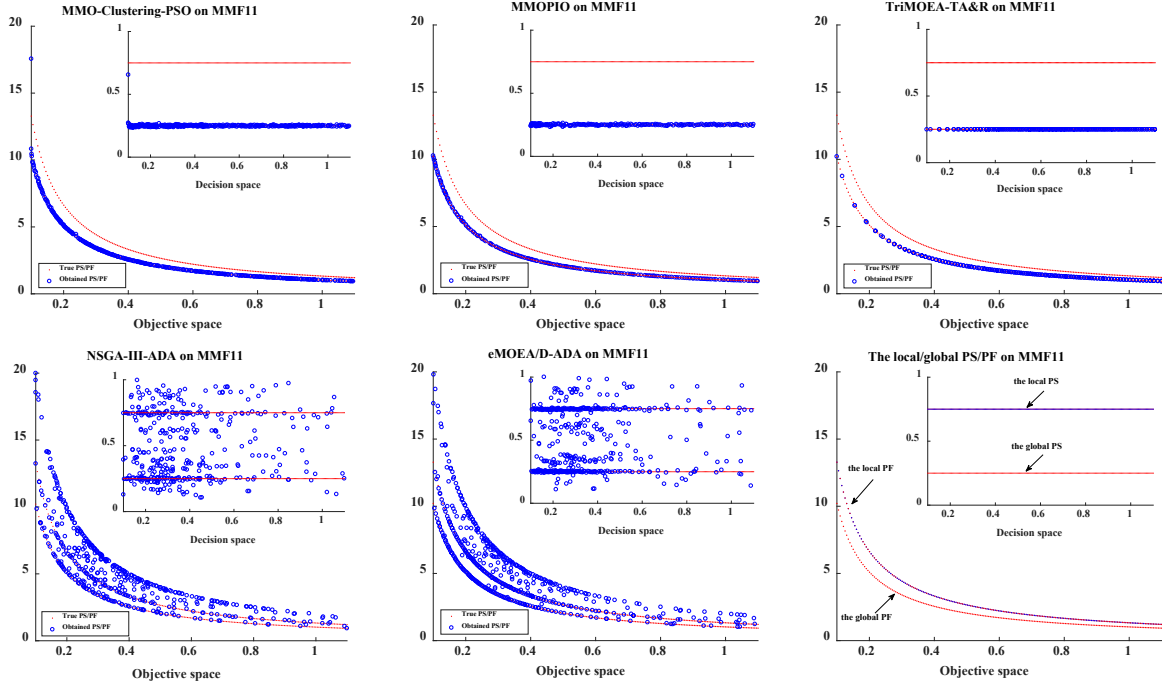 MMO-Clustering-PSO on MMF11
20
15
10
5
0
0.2 0.4 0.6 0.8 1
Objective space
1
0.5
0
0.2 0.4 0.6 0.8 1
Decision space
True PS/PF
Obtained PS/PF
MMOPIO on MMF11
20
15
10
5
0
0.2 0.4 0.6 0.8 1
Objective space
1
0.5
0
0.2 0.4 0.6 0.8 1
Decision space
True PS/PF
Obtained PS/PF
TriMOEA-TA&R on MMF11
20
15
10
5
0
0.2 0.4 0.6 0.8 1
Objective space
1
0.5
0
0.2 0.4 0.6 0.8 1
Decision space
True PS/PF
Obtained PS/PF
NSGA-III-ADA on MMF11
20
15
10
5
0
0.2 0.4 0.6 0.8 1
Objective space
1
0.5
0
0.2 0.4 0.6 0.8 1
Decision space
True PS/PF
Obtained PS/PF
eMOEA/D-ADA on MMF11
20
15
10
5
0
0.2 0.4 0.6 0.8 1
Objective space
1
0.5
0
0.2 0.4 0.6 0.8 1
Decision space
True PS/PF
Obtained PS/PF
The local/global PS/PF on MMF11
20
15
10
5
0
0.2 0.4 0.6 0.8 1
Objective space
1
0.5
0
0.2 0.4 0.6 0.8 1
Decision space
the local PS
the global PS
the local PF
the global PF